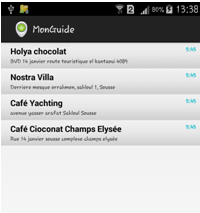 80% 13:38
MonGuide
Holya chocolat 5:45
BVD 14 janvier route touristique el kantaoui 4089
Nostra Villa 5:45
Derriere mosque errahmen, sahloul 1, Sousse
Café Yachting 5:45
avenue yasser arafat Sahloul Sousse
Café Cioconat Champs Elysée 5:45
Rue 14 janvier sousse complexe champs elysée